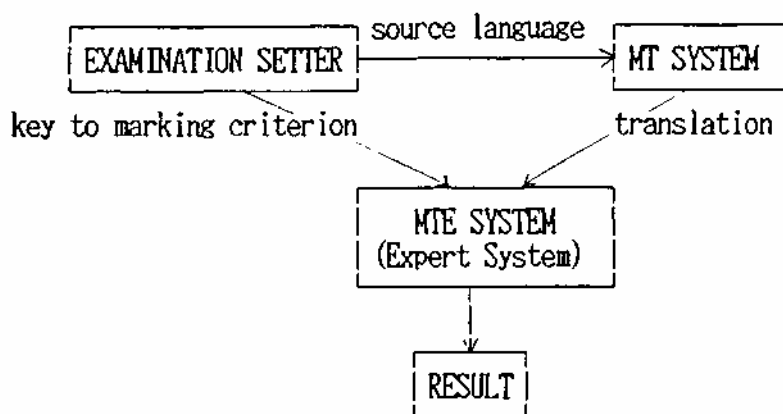 source language
EXAMINATION SETTER
MT SYSTEM
key to marking criterion
translation
MTE SYSTEM
(Expert System)
RESULT